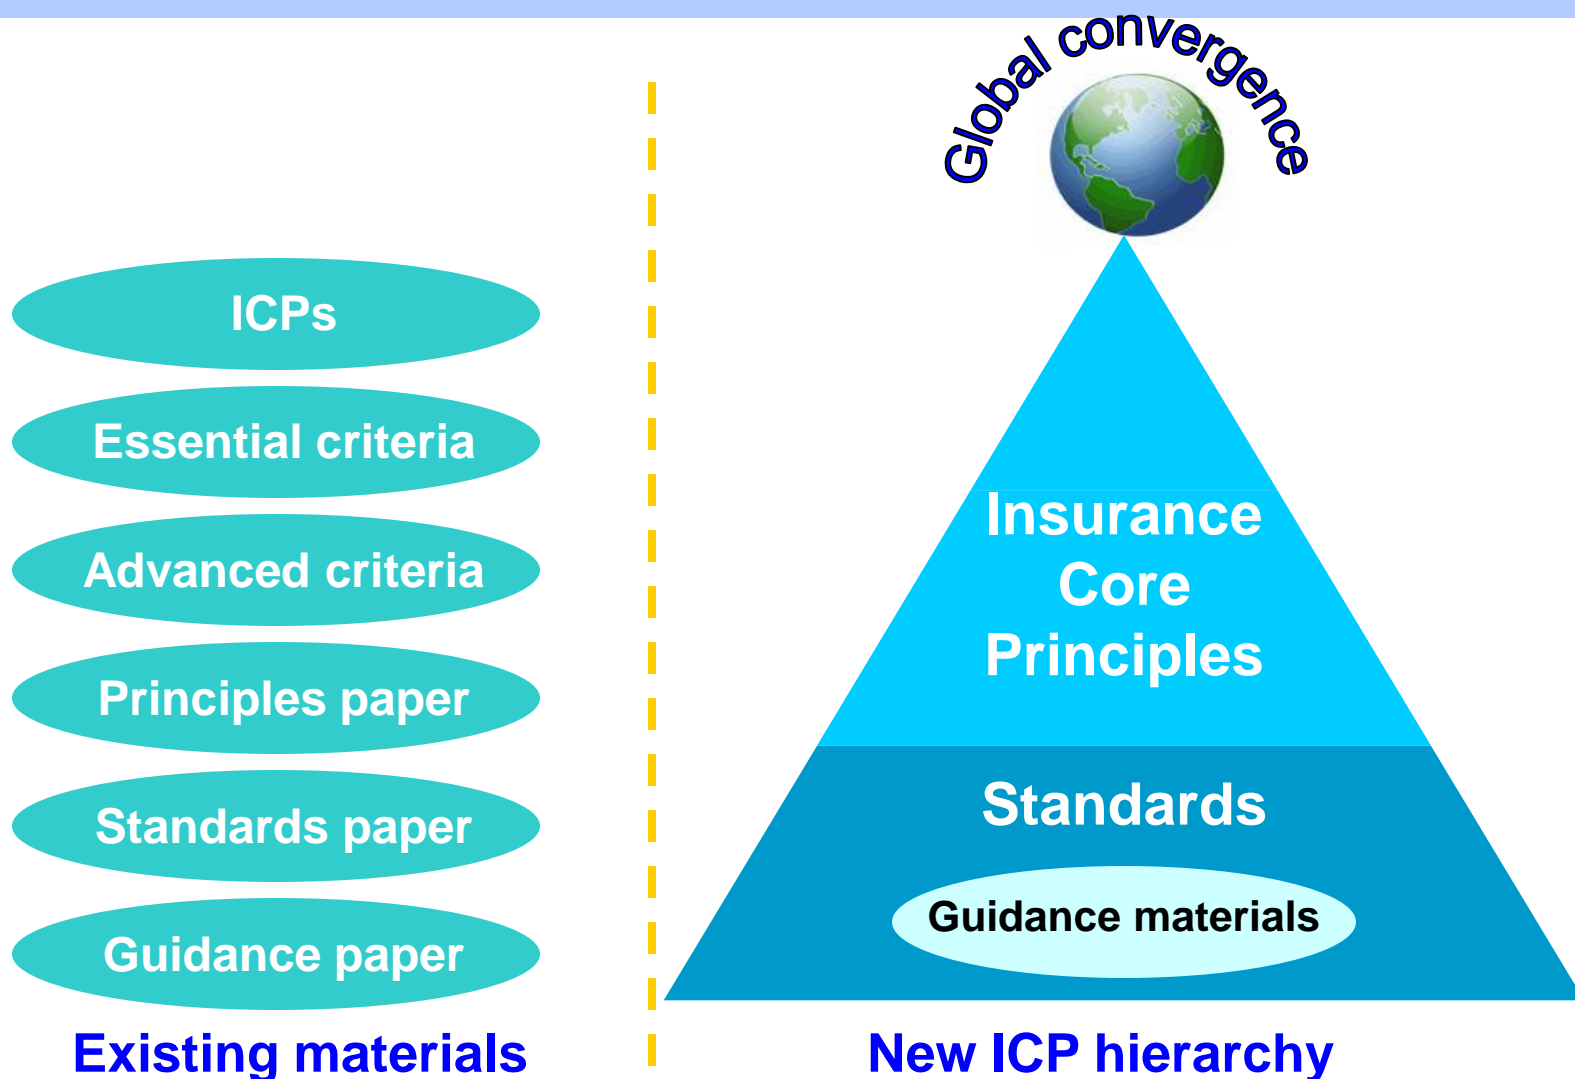 Global convergence
ICPs
Essential criteria
Advanced criteria
Principles paper
Standards paper
Guidance paper
Existing materials
Insurance
Core
Principles
Standards
Guidance materials
New ICP hierarchy